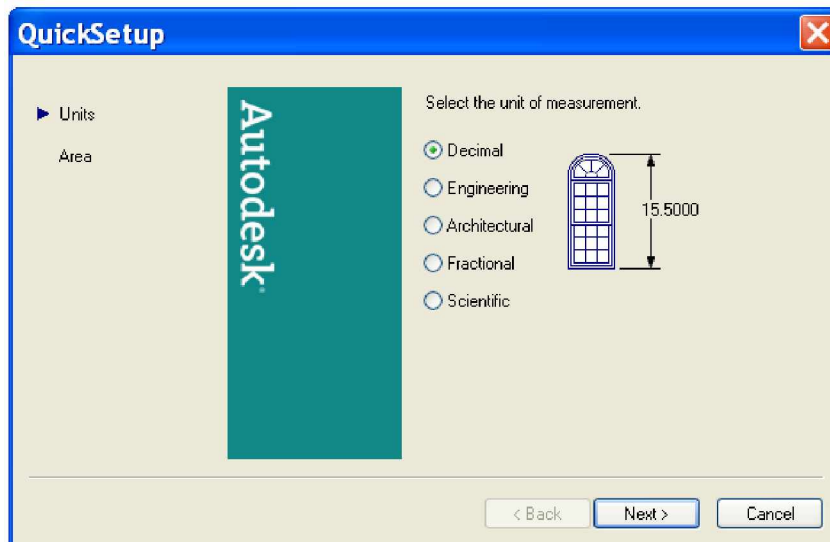 QuickSetup
Units
Area
Autodesk
Select the unit of measurement.
Decimal
Engineering
Architectural
Fractional
Scientific
15.5000
< Back
Next >
Cancel